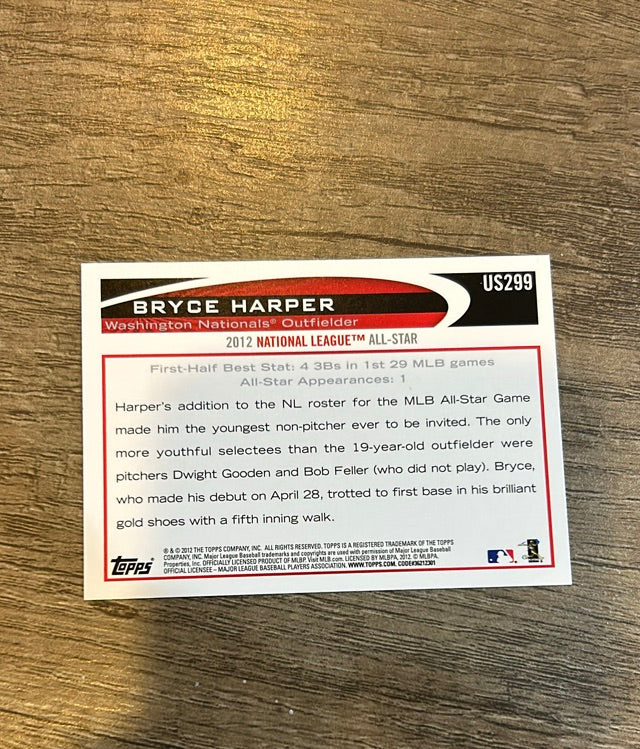 US299
BRYCE HARPER
Washington Nationals® Outfielder
2012 NATIONAL LEAGUE™ ALL-STAR
First-Half Best Stat: 4 3Bs in 1st 29 MLB games
All-Star Appearances: 1
Harper's addition to the NL roster for the MLB All-Star Game
made him the youngest non-pitcher ever to be invited. The only
more youthful selectees than the 19-year-old outfielder were
pitchers Dwight Gooden and Bob Feller (who did not play). Bryce,
who made his debut on April 28, trotted to first base in his brilliant
gold shoes with a fifth inning walk.
Topps
® & © 2012 THE TOPPS COMPANY, INC. ALL RIGHTS RESERVED. TOPPS IS A REGISTERED TRADEMARK OF THE TOPPS
COMPANY, INC. Major League Baseball trademarks and copyrights are used with permission of Major League Baseball
Properties, Inc. OFFICIALLY LICENSED PRODUCT OF MLBP. Visit MLB.com. LICENSED BY MLBPA, 2012. © MLBPA.
OFFICIAL LICENSEE – MAJOR LEAGUE BASEBALL PLAYERS ASSOCIATION. WWW.TOPPS.COM. CODE#36212301